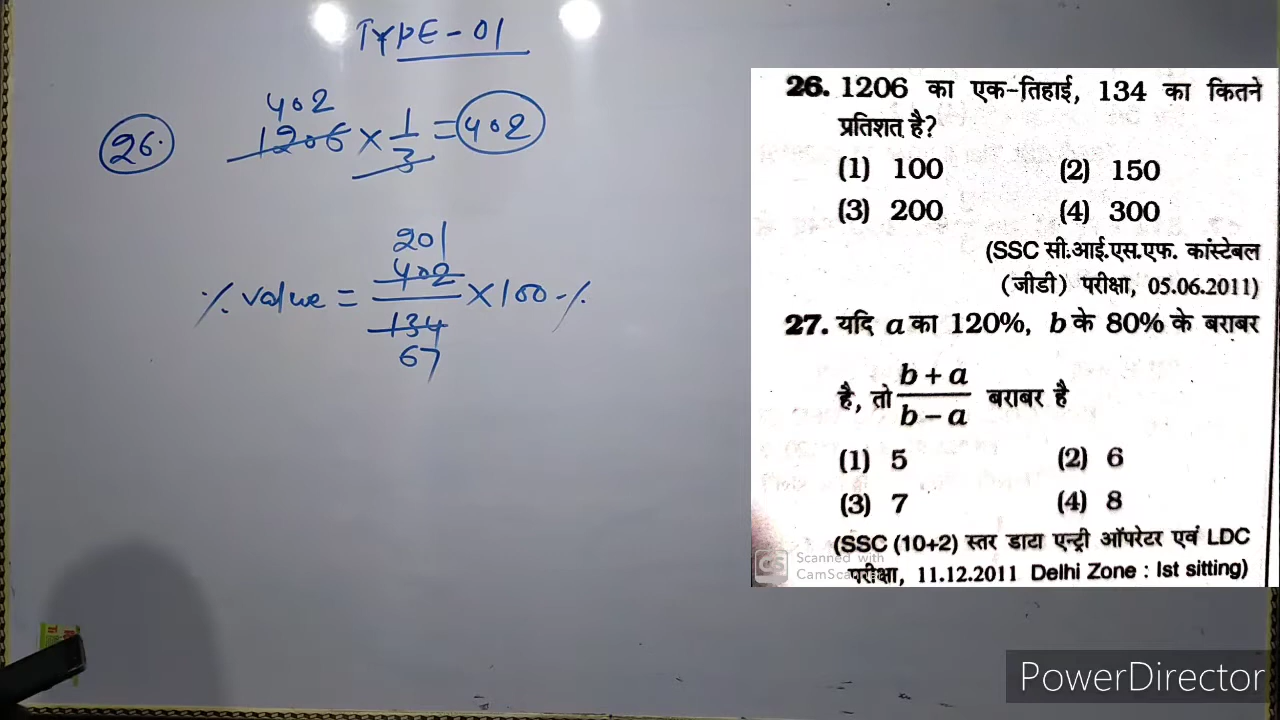 TYPE-01
26.
402
1206 × 1/3 = 402
201
% value = 402/134 × 100%
67
26. 1206 का एक-तिहाई, 134 का कितने
प्रतिशत है?
(1) 100 (2) 150
(3) 200 (4) 300
(SSC सी.आई.एस.एफ. कांस्टेबल
(जीडी) परीक्षा, 05.06.2011)
27. यदि a का 120%, b के 80% के बराबर
है, तो b + a / b – a बराबर है
(1) 5 (2) 6
(3) 7 (4) 8
(SSC (10+2) स्तर डाटा एन्ट्री ऑपरेटर एवं LDC
परीक्षा, 11.12.2011 Delhi Zone : Ist sitting)
CS Scanned with
CamScanner
PowerDirector